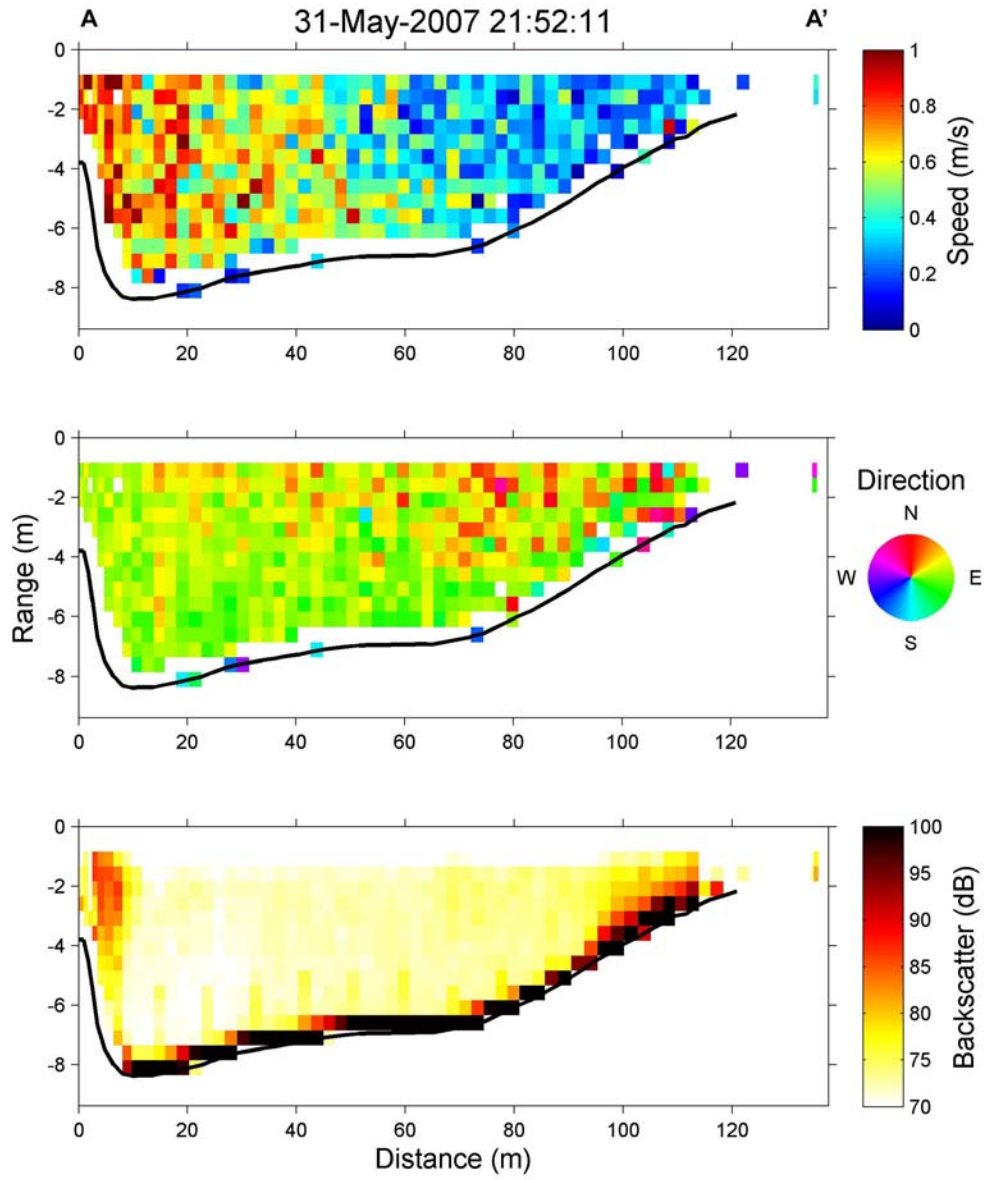 A 31-May-2007 21:52:11 A'
0
-2
-4
-6
-8
0 20 40 60 80 100 120
1
0.8
0.6
0.4
0.2
0
Speed (m/s)
0
-2
-4
-6
-8
0 20 40 60 80 100 120
Range (m)
Direction
N
W E
S
0
-2
-4
-6
-8
0 20 40 60 80 100 120
Distance (m)
100
95
90
85
80
75
70
Backscatter (dB)